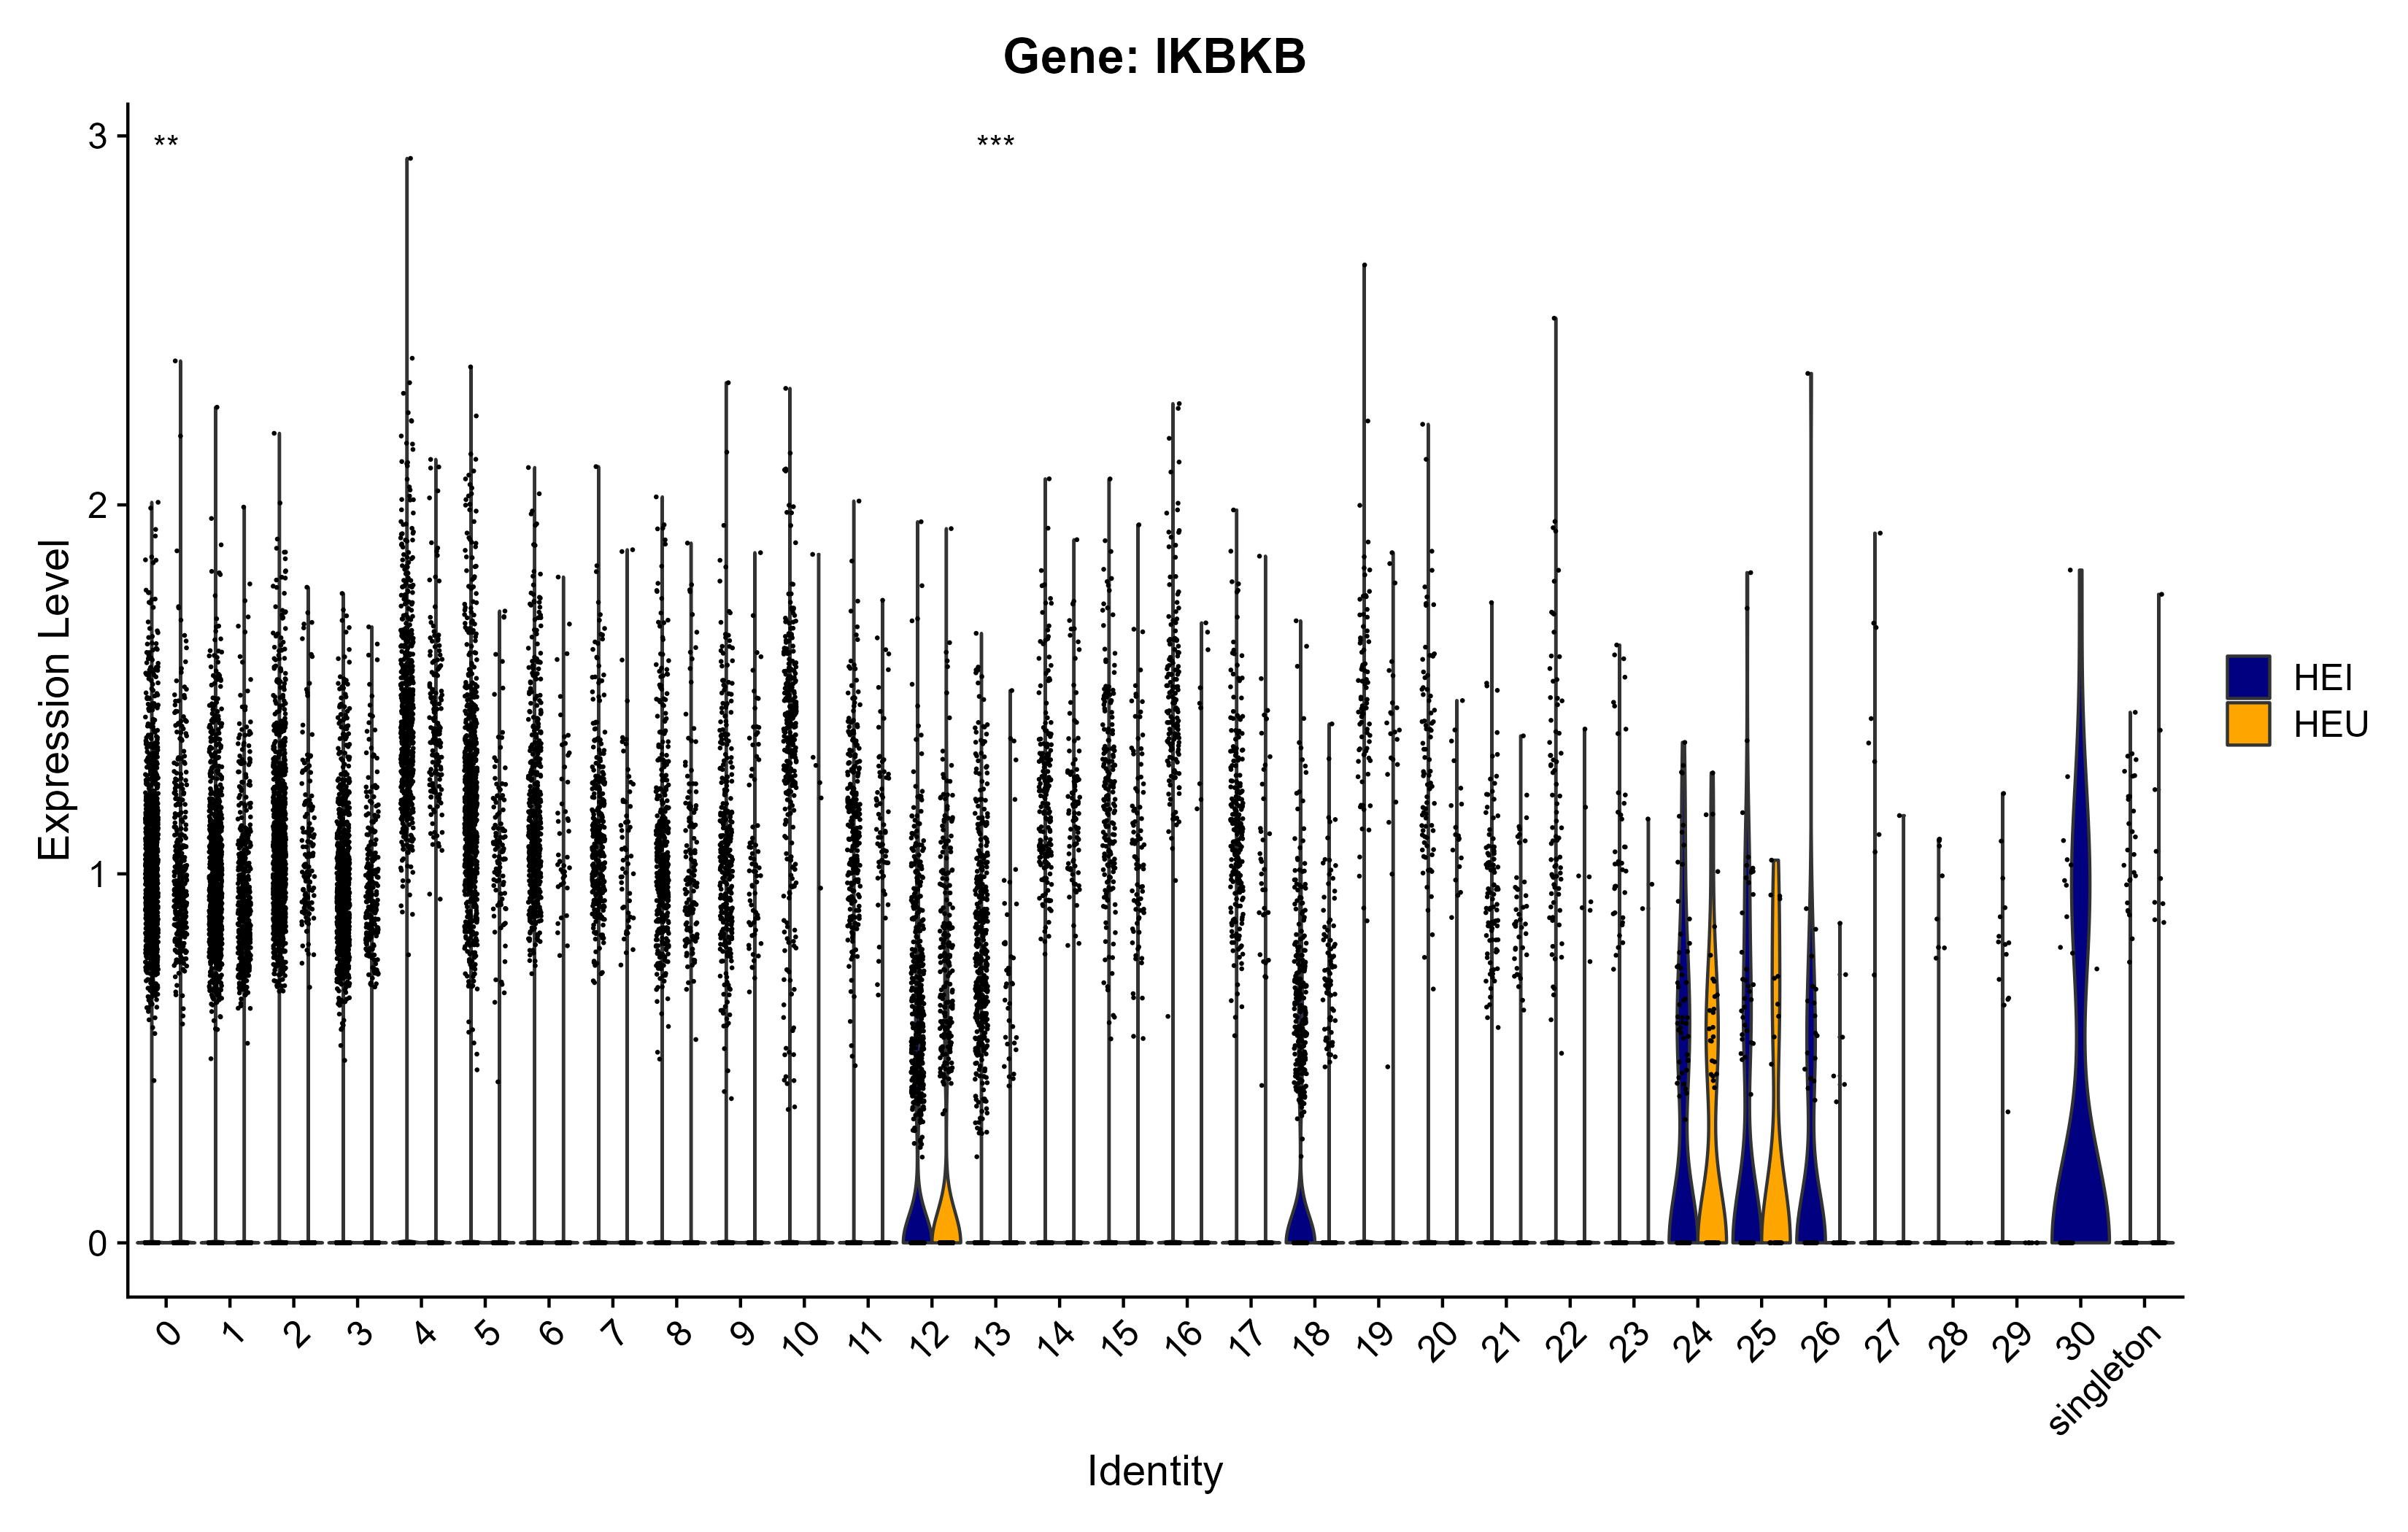 Gene: IKBKB
Expression Level
3
2
1
0
**
***
HEI
HEU
0 1 2 3 4 5 6 7 8 9 10 11 12 13 14 15 16 17 18 19 20 21 22 23 24 25 26 27 28 29 30 singleton
Identity